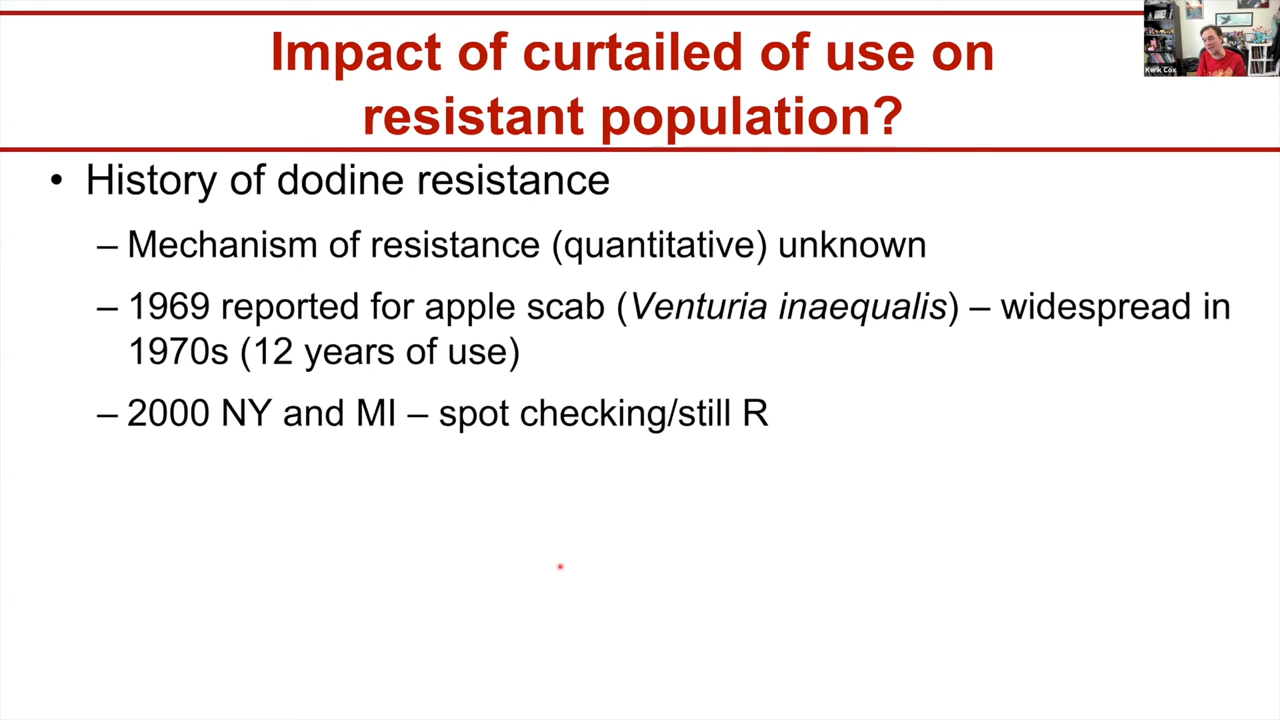 Impact of curtailed of use on
resistant population?
• History of dodine resistance
– Mechanism of resistance (quantitative) unknown
– 1969 reported for apple scab (Venturia inaequalis) – widespread in
1970s (12 years of use)
– 2000 NY and MI – spot checking/still R
Kerik Cox